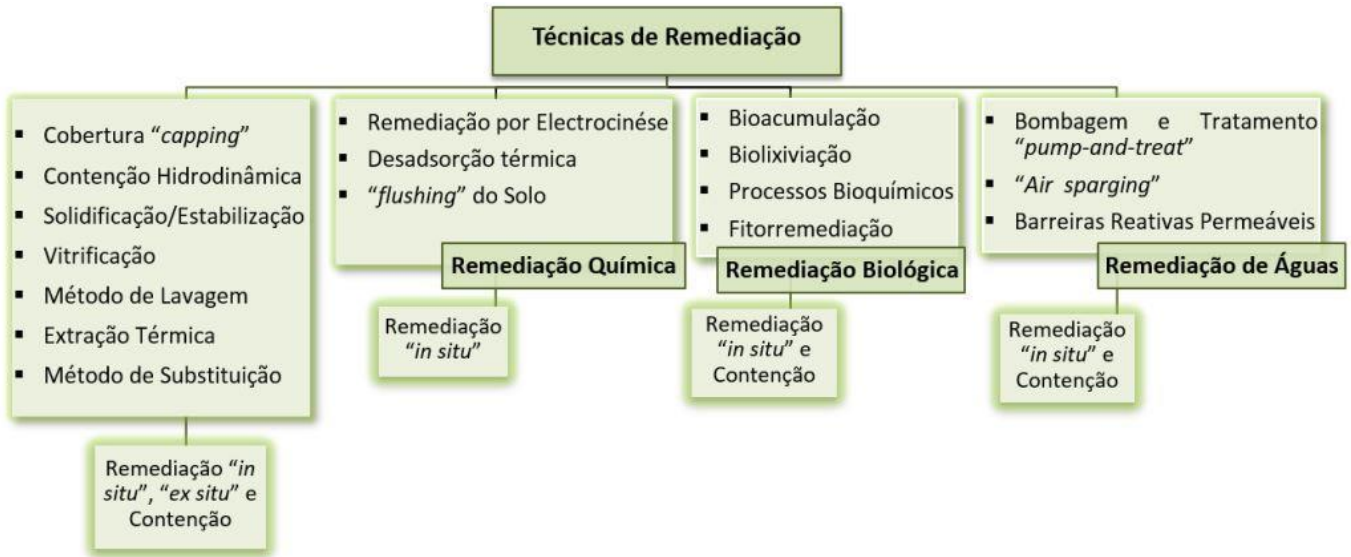 Técnicas de Remediação
Cobertura “capping”
Contenção Hidrodinâmica
Solidificação/Estabilização
Vitrificação
Método de Lavagem
Extração Térmica
Método de Substituição
Remediação “in
situ”, “ex situ” e
Contenção
Remediação por Electrocinése
Desadsorção térmica
“flushing” do Solo
Remediação Química
Remediação
“in situ”
Bioacumulação
Biolixiviação
Processos Bioquímicos
Fitorremediação
Remediação Biológica
Remediação
“in situ” e
Contenção
Bombagem e Tratamento
“pump-and-treat”
“Air sparging”
Barreiras Reativas Permeáveis
Remediação de Águas
Remediação
“in situ” e
Contenção